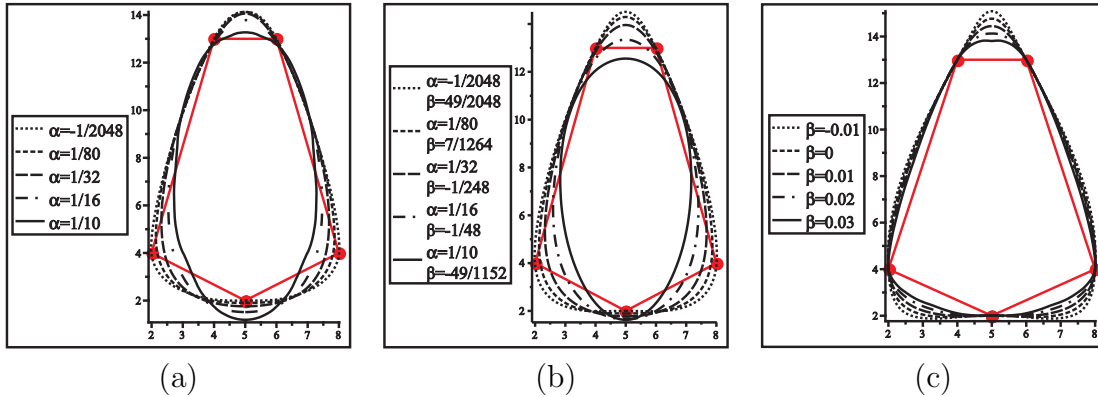 14
12
10
8
6
4
2
2 3 4 5 6 7 8
α=-1/2048
α=1/80
α=1/32
α=1/16
α=1/10
(a)
14
12
10
8
6
4
2
2 3 4 5 6 7 8
α=-1/2048
β=49/2048
α=1/80
β=7/1264
α=1/32
β=-1/248
α=1/16
β=-1/48
α=1/10
β=-49/1152
(b)
14
12
10
8
6
4
2
2 3 4 5 6 7 8
β=-0.01
β=0
β=0.01
β=0.02
β=0.03
(c)